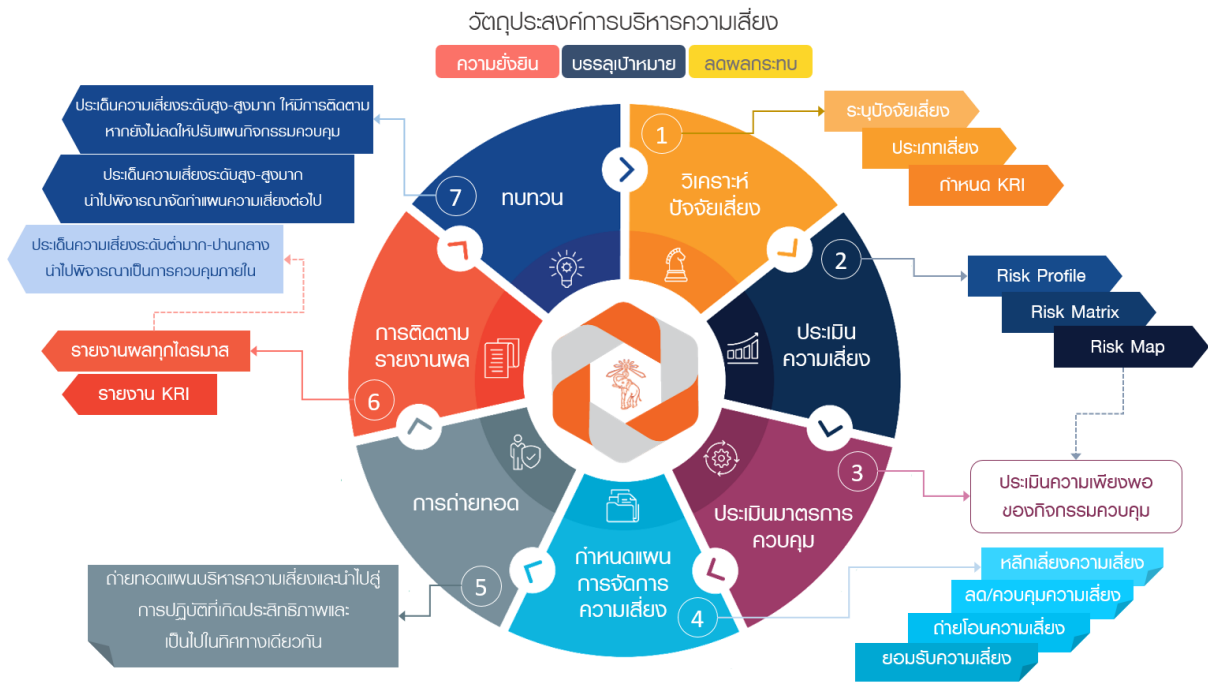 วัตถุประสงค์การบริหารความเสี่ยง
ความยั่งยืน
บรรลุเป้าหมาย
ลดผลกระทบ
1
วิเคราะห์
ปัจจัยเสี่ยง
ระบุปัจจัยเสี่ยง
ประเภทเสี่ยง
กำหนด KRI
2
ประเมิน
ความเสี่ยง
Risk Profile
Risk Matrix
Risk Map
3
ประเมินมาตรการ
ควบคุม
ประเมินความเพียงพอ
ของกิจกรรมควบคุม
4
กำหนดแผน
การจัดการ
ความเสี่ยง
หลีกเลี่ยงความเสี่ยง
ลด/ควบคุมความเสี่ยง
ถ่ายโอนความเสี่ยง
ยอมรับความเสี่ยง
5
การถ่ายทอด
ถ่ายทอดแผนบริหารความเสี่ยงและนำไปสู่
การปฏิบัติที่เกิดประสิทธิภาพและ
เป็นไปในทิศทางเดียวกัน
6
การติดตาม
รายงานผล
รายงานผลทุกไตรมาส
รายงาน KRI
ประเด็นความเสี่ยงระดับต่ำมาก-ปานกลาง
นำไปพิจารณาเป็นการควบคุมภายใน
7
ทบทวน
ประเด็นความเสี่ยงระดับสูง-สูงมาก ให้มีการติดตาม
หากยังไม่ลดให้ปรับแผนกิจกรรมควบคุม
ประเด็นความเสี่ยงระดับสูง-สูงมาก
นำไปพิจารณาจัดทำแผนความเสี่ยงต่อไป